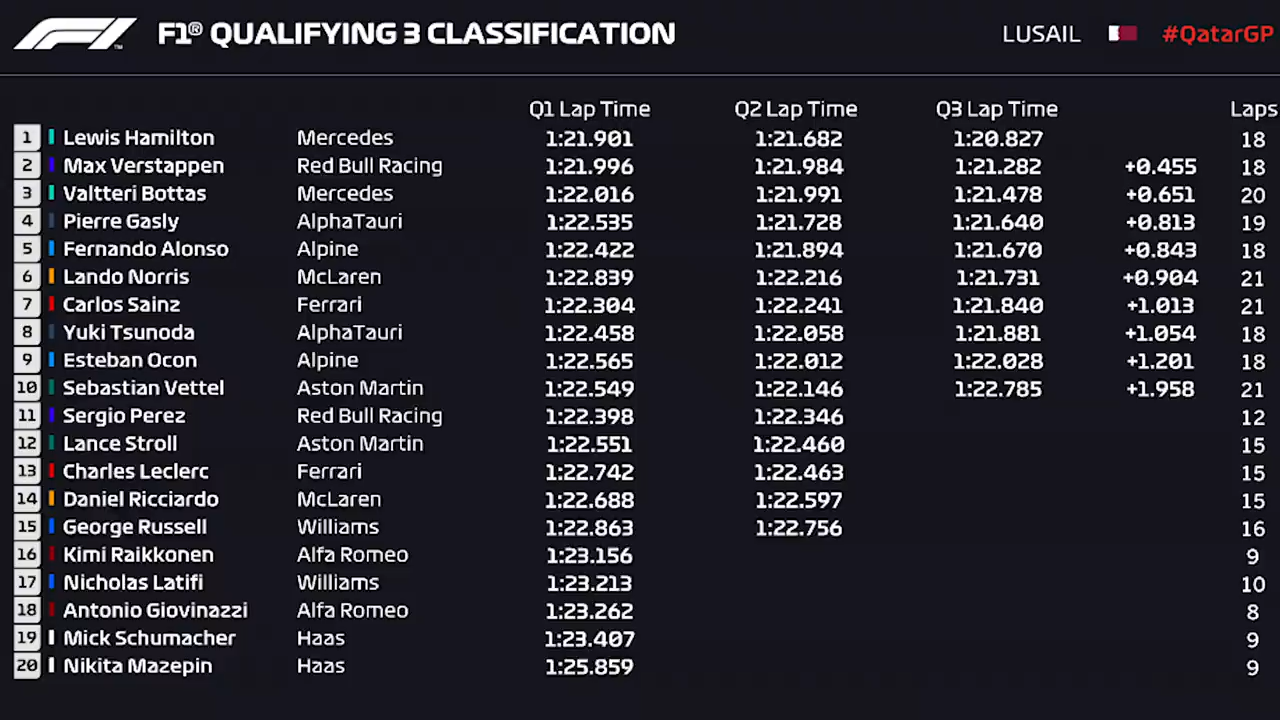 F1® QUALIFYING 3 CLASSIFICATION LUSAIL #QatarGP
Q1 Lap Time Q2 Lap Time Q3 Lap Time Laps
1 Lewis Hamilton Mercedes 1:21.901 1:21.682 1:20.827 18
2 Max Verstappen Red Bull Racing 1:21.996 1:21.984 1:21.282 +0.455 18
3 Valtteri Bottas Mercedes 1:22.016 1:21.991 1:21.478 +0.651 20
4 Pierre Gasly AlphaTauri 1:22.535 1:21.728 1:21.640 +0.813 19
5 Fernando Alonso Alpine 1:22.422 1:21.894 1:21.670 +0.843 18
6 Lando Norris McLaren 1:22.839 1:22.216 1:21.731 +0.904 21
7 Carlos Sainz Ferrari 1:22.304 1:22.241 1:21.840 +1.013 21
8 Yuki Tsunoda AlphaTauri 1:22.458 1:22.058 1:21.881 +1.054 18
9 Esteban Ocon Alpine 1:22.565 1:22.012 1:22.028 +1.201 18
10 Sebastian Vettel Aston Martin 1:22.549 1:22.146 1:22.785 +1.958 21
11 Sergio Perez Red Bull Racing 1:22.398 1:22.346 12
12 Lance Stroll Aston Martin 1:22.551 1:22.460 15
13 Charles Leclerc Ferrari 1:22.742 1:22.463 15
14 Daniel Ricciardo McLaren 1:22.688 1:22.597 15
15 George Russell Williams 1:22.863 1:22.756 16
16 Kimi Raikkonen Alfa Romeo 1:23.156 9
17 Nicholas Latifi Williams 1:23.213 10
18 Antonio Giovinazzi Alfa Romeo 1:23.262 8
19 Mick Schumacher Haas 1:23.407 9
20 Nikita Mazepin Haas 1:25.859 9